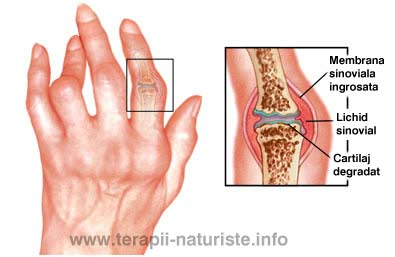 Membrana
sinoviala
ingrosata
Lichid
sinovial
Cartilaj
degradat
www.terapii-naturiste.info